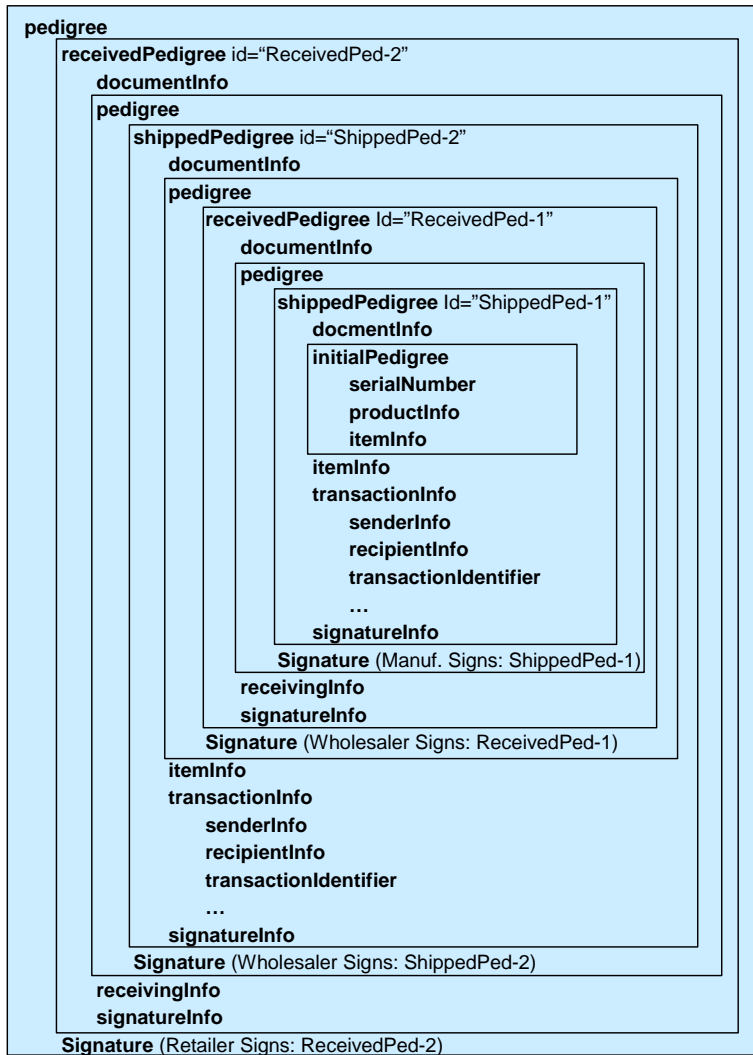 pedigree
receivedPedigree id=”ReceivedPed-2”
documentInfo
pedigree
shippedPedigree id=”ShippedPed-2”
documentInfo
pedigree
receivedPedigree Id=”ReceivedPed-1”
documentInfo
pedigree
shippedPedigree Id=”ShippedPed-1”
docmentInfo
initialPedigree
serialNumber
productInfo
itemInfo
itemInfo
transactionInfo
senderInfo
recipientInfo
transactionIdentifier
…
signatureInfo
Signature (Manuf. Signs: ShippedPed-1)
receivingInfo
signatureInfo
Signature (Wholesaler Signs: ReceivedPed-1)
itemInfo
transactionInfo
senderInfo
recipientInfo
transactionIdentifier
…
signatureInfo
Signature (Wholesaler Signs: ShippedPed-2)
receivingInfo
signatureInfo
Signature (Retailer Signs: ReceivedPed-2)